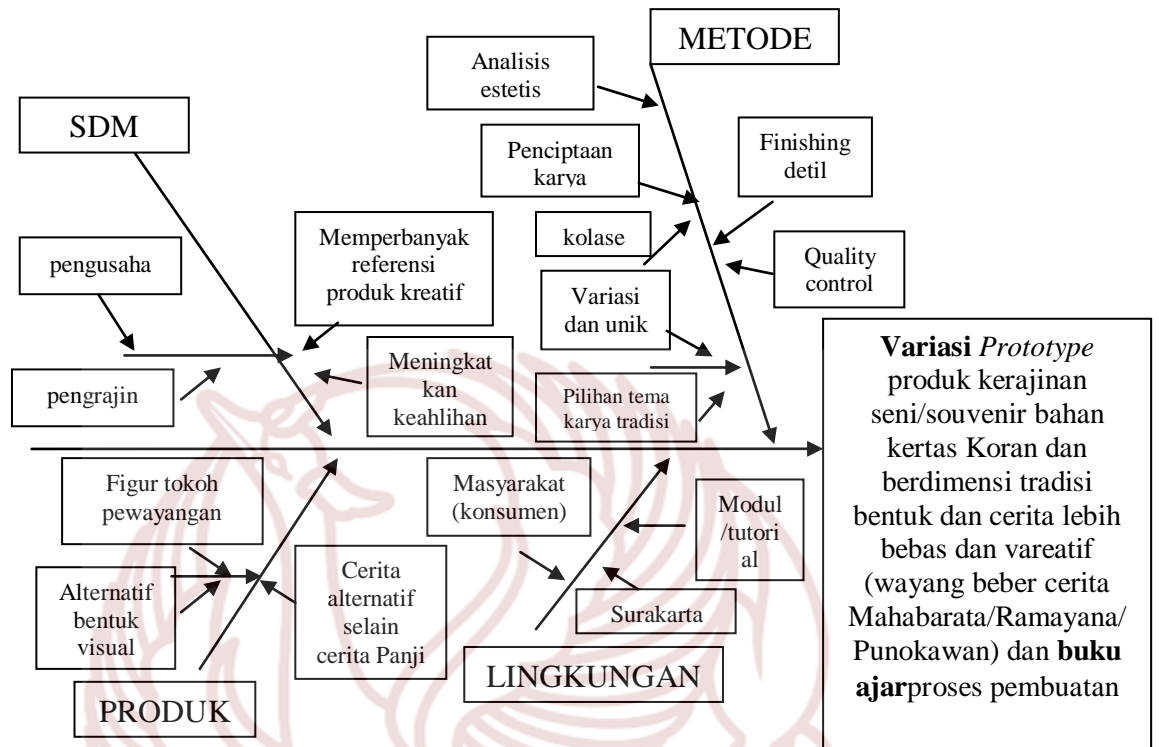 METODE
Analisis
estetis
SDM
Penciptaan
karya
Finishing
detil
Memperbanyak
referensi
produk kreatif
kolase
pengusaha
Quality
control
Variasi
dan unik
Meningkat
kan
keahlihan
pengrajin
Pilihan tema
karya tradisi
Variasi Prototype
produk kerajinan
seni/souvenir bahan
kertas Koran dan
berdimensi tradisi
bentuk dan cerita lebih
bebas dan vareatif
(wayang beber cerita
Mahabarata/Ramayana/
Punokawan) dan buku
ajarproses pembuatan
Figur tokoh
pewayangan
Masyarakat
(konsumen)
Modul
/tutori
al
Alternatif
bentuk
visual
Cerita
alternatif
selain
cerita Panji
Surakarta
LINGKUNGAN
PRODUK